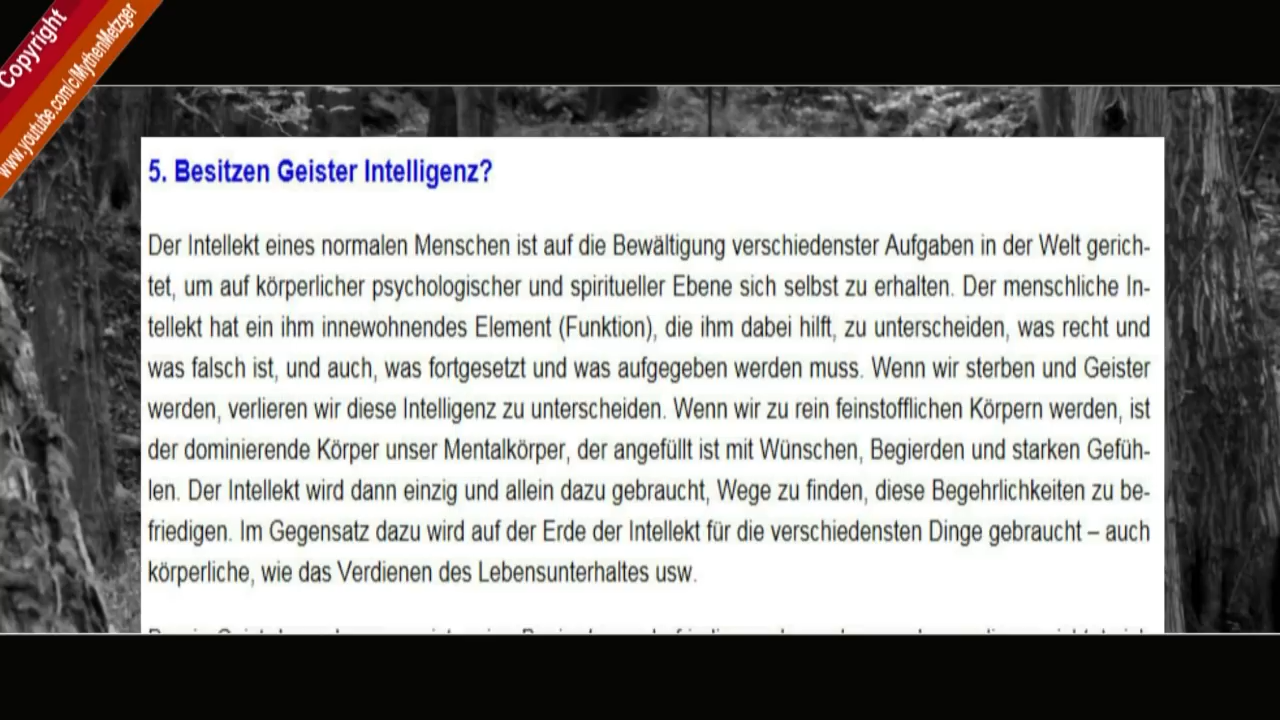 Copyright
www.youtube.com/c/MythenMetzger
5. Besitzen Geister Intelligenz?
Der Intellekt eines normalen Menschen ist auf die Bewältigung verschiedenster Aufgaben in der Welt gerich-
tet, um auf körperlicher psychologischer und spiritueller Ebene sich selbst zu erhalten. Der menschliche In-
tellekt hat ein ihm innewohnendes Element (Funktion), die ihm dabei hilft, zu unterscheiden, was recht und
was falsch ist, und auch, was fortgesetzt und was aufgegeben werden muss. Wenn wir sterben und Geister
werden, verlieren wir diese Intelligenz zu unterscheiden. Wenn wir zu rein feinstofflichen Körpern werden, ist
der dominierende Körper unser Mentalkörper, der angefüllt ist mit Wünschen, Begierden und starken Gefüh-
len. Der Intellekt wird dann einzig und allein dazu gebraucht, Wege zu finden, diese Begehrlichkeiten zu be-
friedigen. Im Gegensatz dazu wird auf der Erde der Intellekt für die verschiedensten Dinge gebraucht – auch
körperliche, wie das Verdienen des Lebensunterhaltes usw.